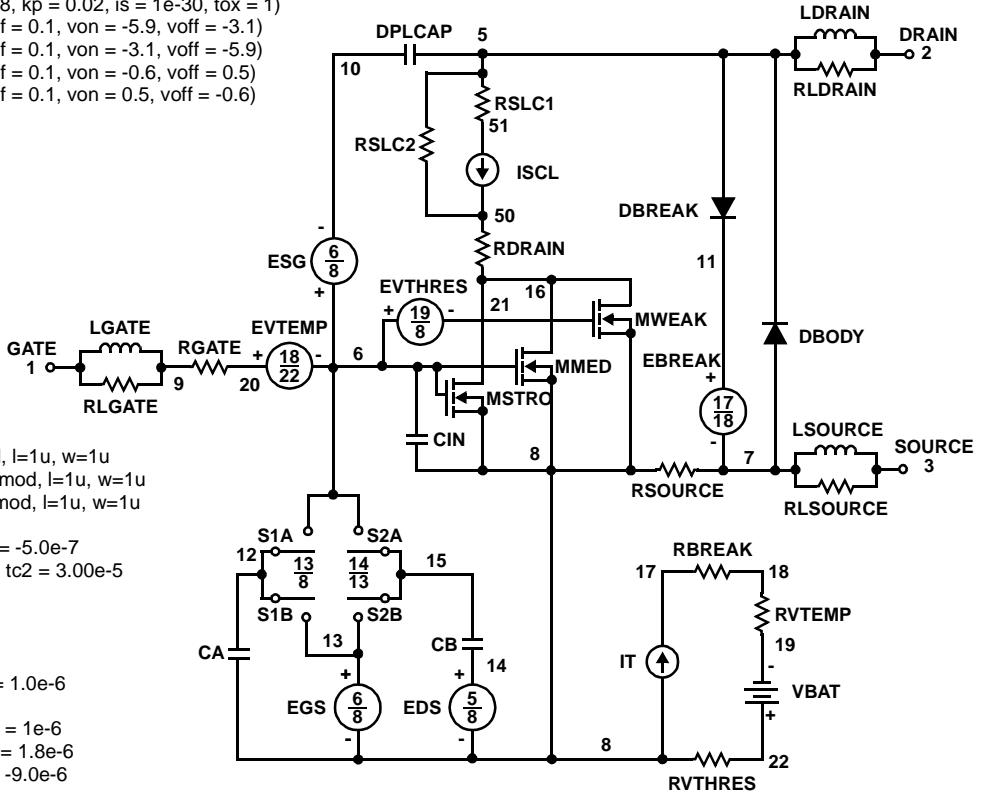 8, kp = 0.02, is = 1e-30, tox = 1)
f = 0.1, von = -5.9, voff = -3.1)
f = 0.1, von = -3.1, voff = -5.9)
f = 0.1, von = -0.6, voff = 0.5)
f = 0.1, von = 0.5, voff = -0.6)
LDRAIN
DPLCAP 5 DRAIN
10 2
RLDRAIN
RSLC1
51
RSLC2
ISCL
50
DBREAK
RDRAIN
-
ESG 6/8
+
11
EVTHRES 16
+ 19/8 - 21
MWEAK
LGATE EVTEMP
DBODY
GATE RGATE + 18/22 - 6
MMED EBREAK
1 9 20 +
RLGATE MSTRO 17/18
-
LSOURCE
CIN 8 7 SOURCE
3
RSOURCE
RLSOURCE
, l=1u, w=1u
mod, l=1u, w=1u
mod, l=1u, w=1u
= -5.0e-7
tc2 = 3.00e-5
= 1.0e-6
= 1e-6
= 1.8e-6
-9.0e-6
S1A S2A
12 13/8 14/13 15
S1B S2B
13
CA CB
14
+ +
EGS 6/8 EDS 5/8
- -
RBREAK
17 18
RVTEMP
19
IT -
VBAT
+
8 22
RVTHRES